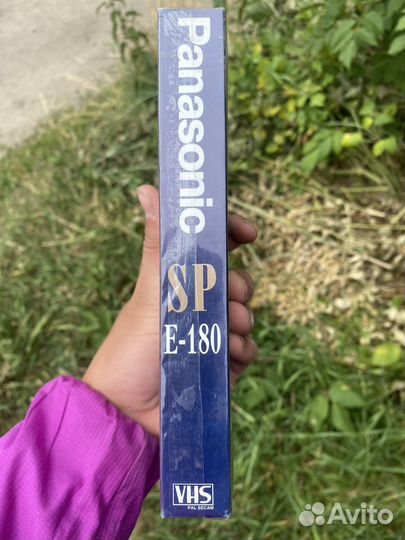 Panasonic
SP
E-180
VHS
PAL SECAM
Avito